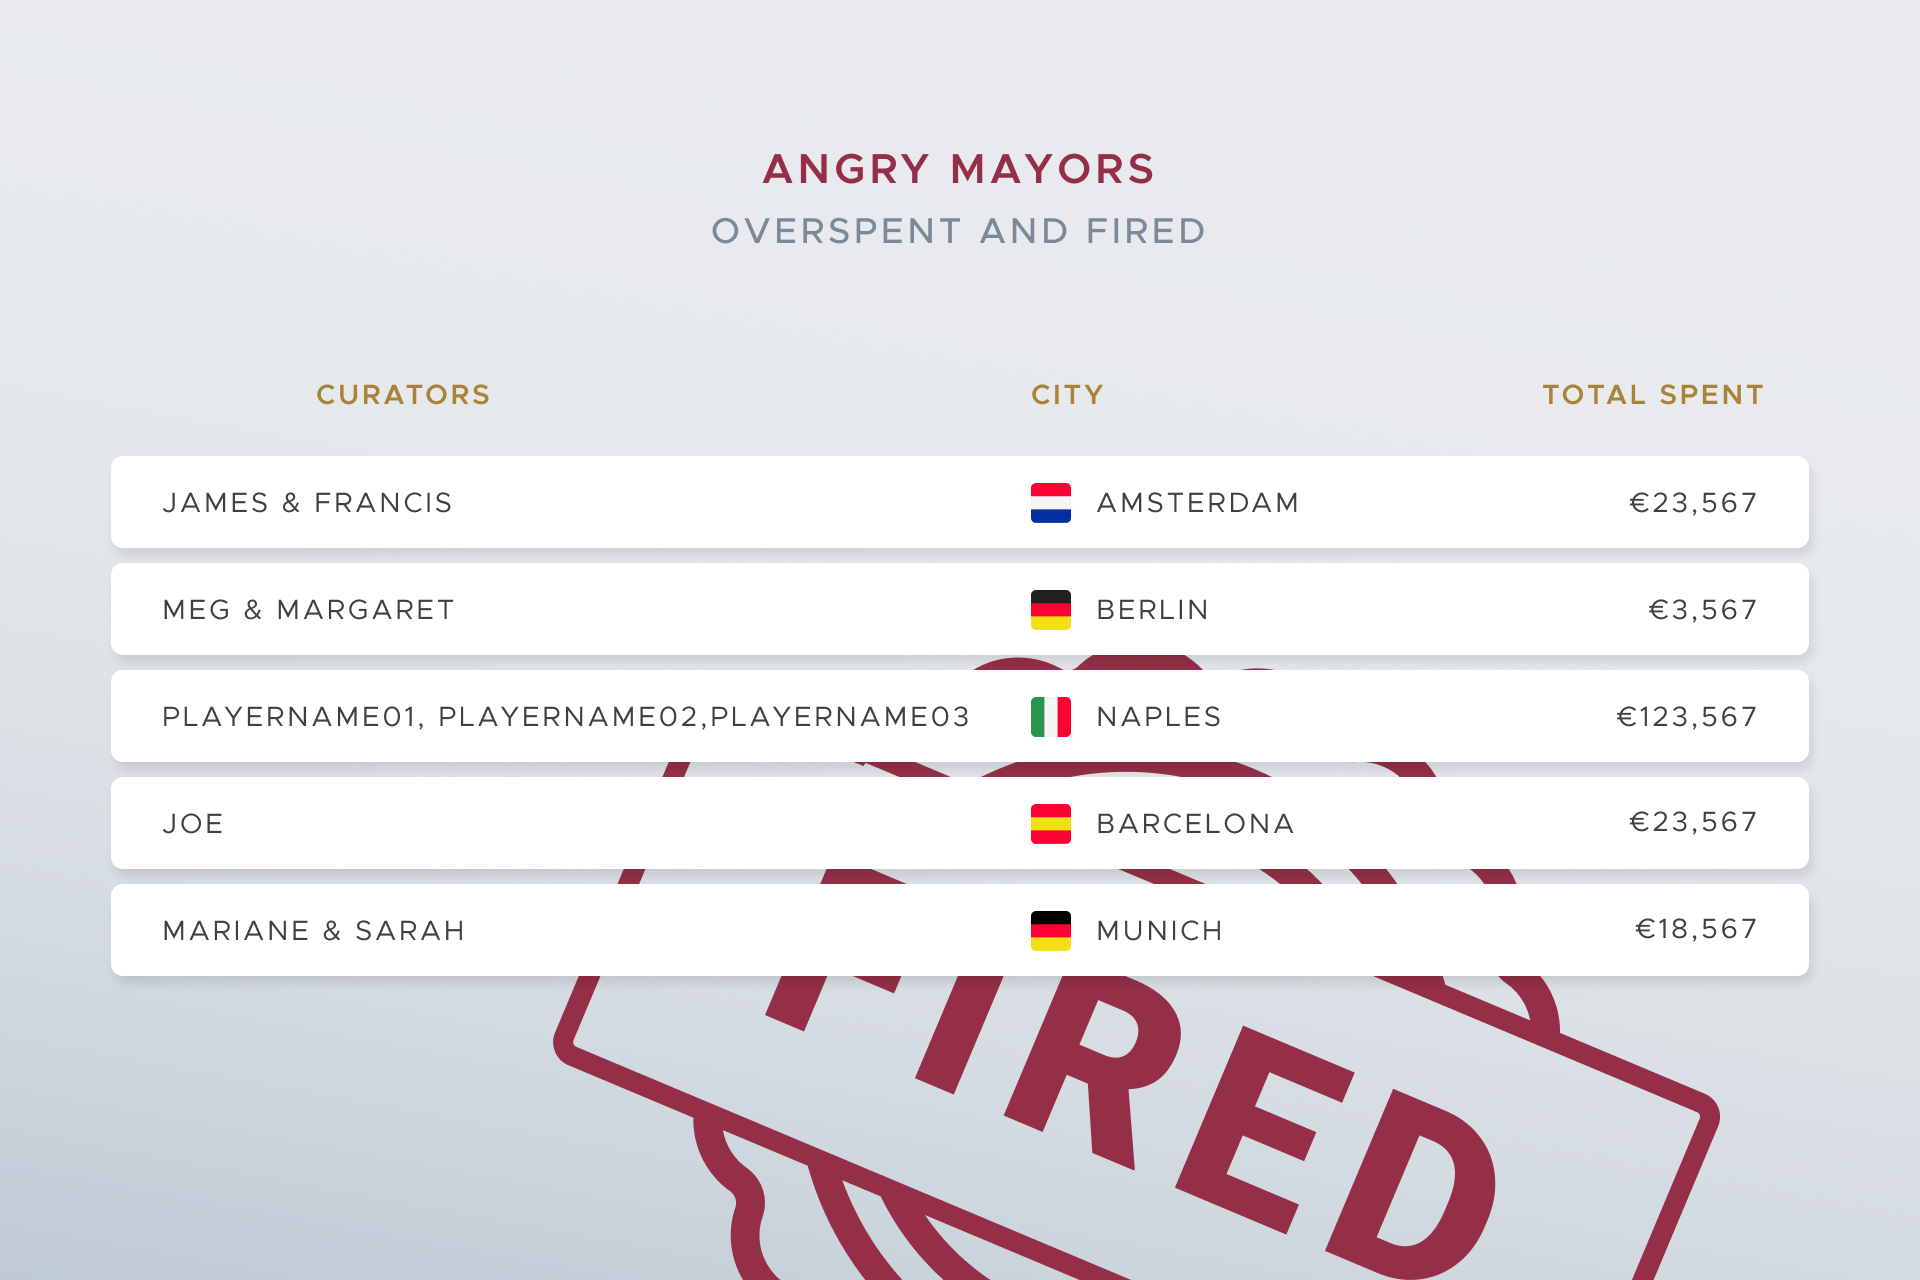 ANGRY MAYORS
OVERSPENT AND FIRED
CURATORS CITY TOTAL SPENT
JAMES & FRANCIS AMSTERDAM €23,567
MEG & MARGARET BERLIN €3,567
PLAYERNAME01, PLAYERNAME02,PLAYERNAME03 NAPLES €123,567
JOE BARCELONA €23,567
MARIANE & SARAH MUNICH €18,567
FIRED